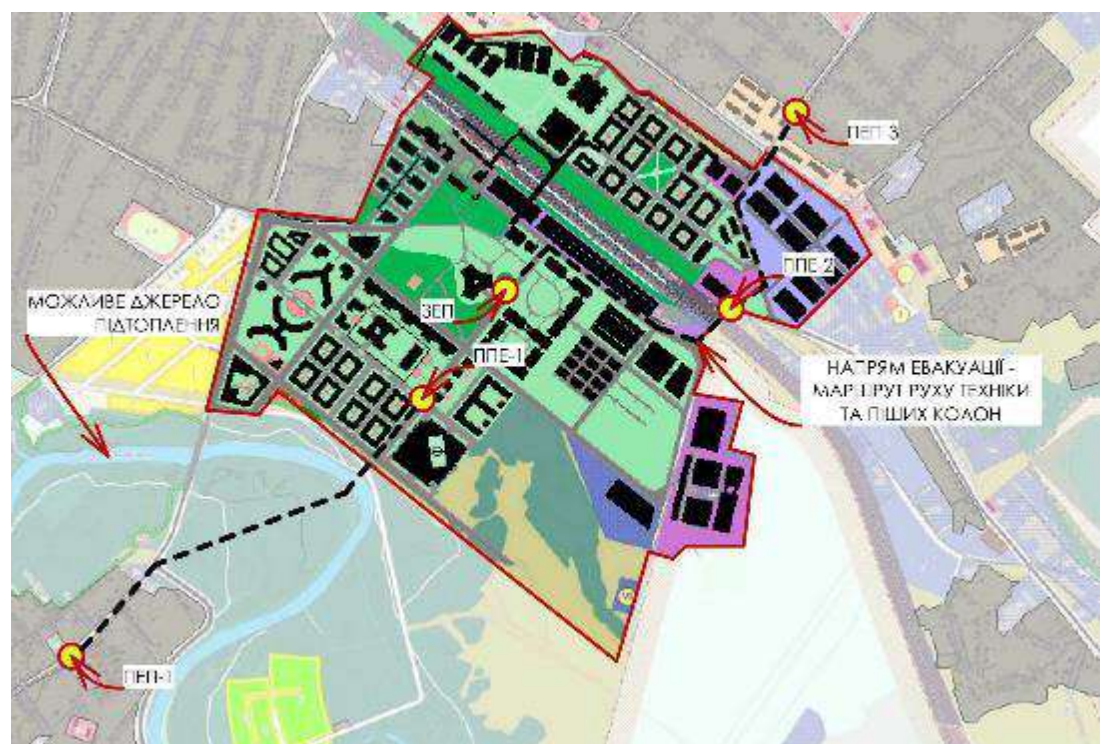 ПЕП-3
ППЕ-2
МОЖЛИВЕ ДЖЕРЕЛО
ПІДТОПЛЕННЯ
ЗЕП
ППЕ-1
НАПРЯМ ЕВАКУАЦІЇ -
МАРШРУТ РУХУ ТЕХНІКИ
ТА ПІШИХ КОЛОН
ПЕП-1